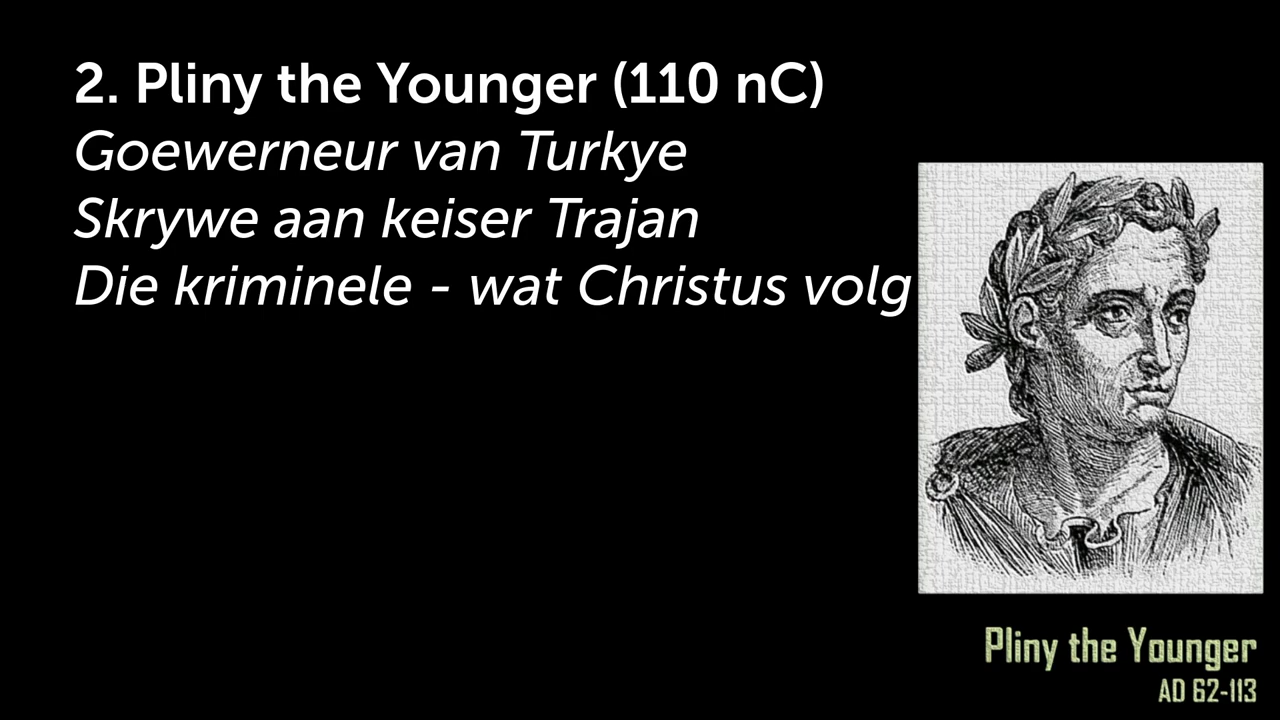 2. Pliny the Younger (110 nC)
Goewerneur van Turkye
Skrywe aan keiser Trajan
Die kriminele - wat Christus volg
Pliny the Younger
AD 62-113